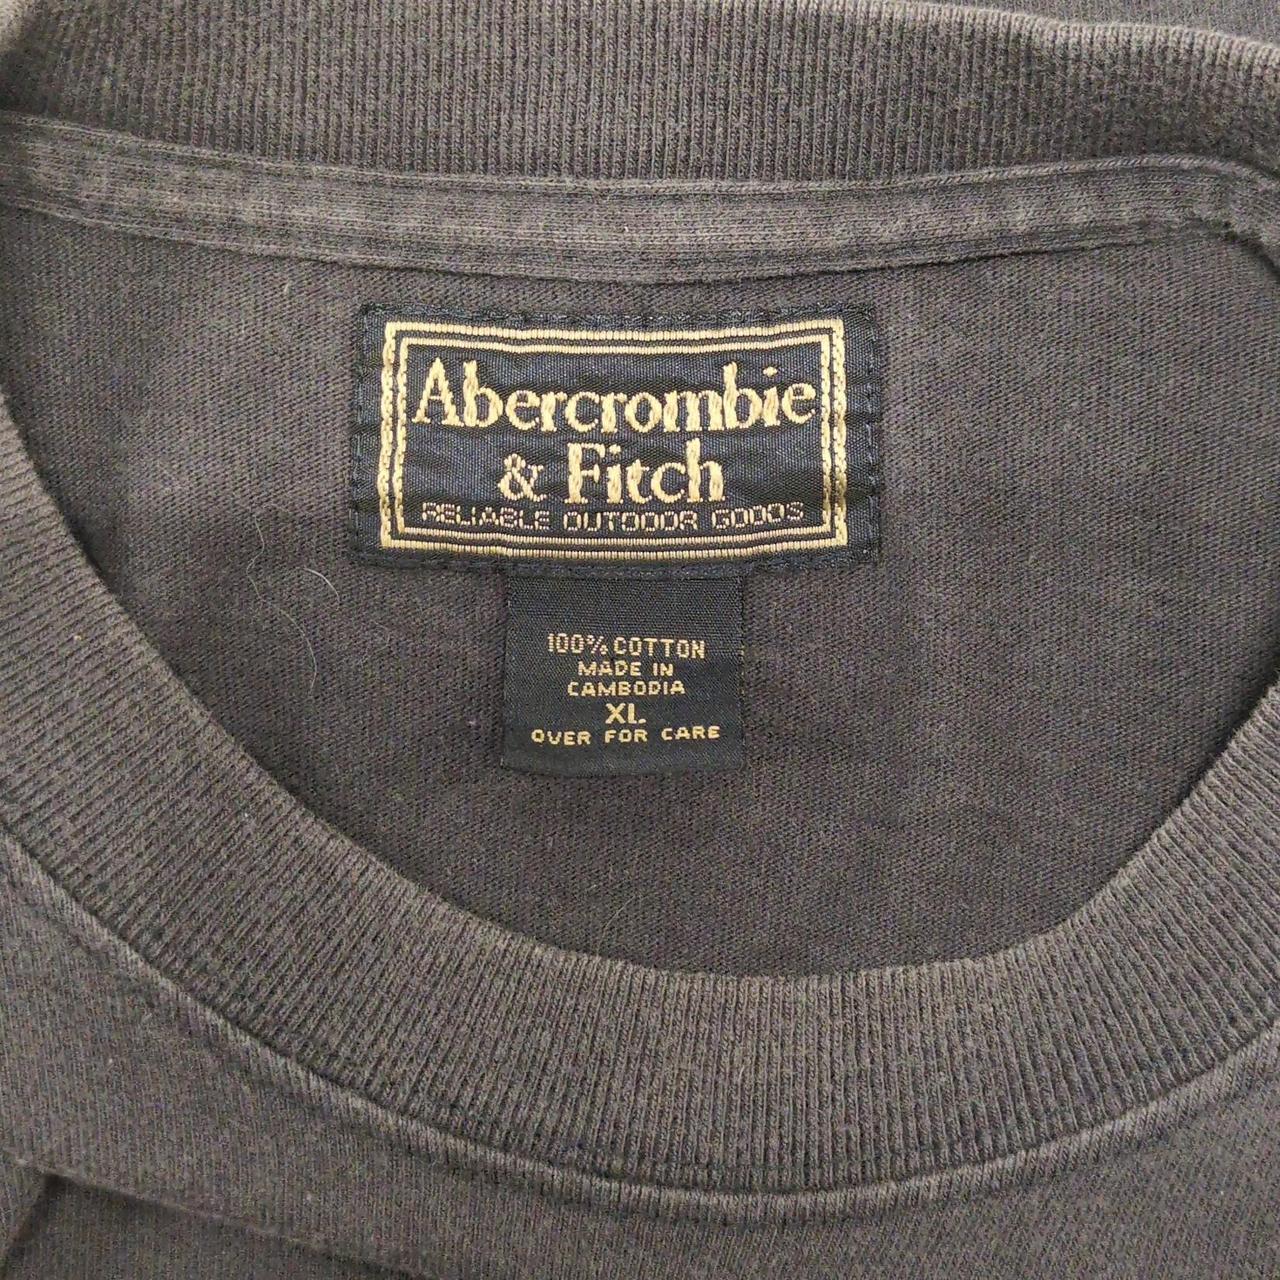 Abercrombie
& Fitch
RELIABLE OUTDOOR GOODS
100% COTTON
MADE IN
CAMBODIA
XL
OVER FOR CARE